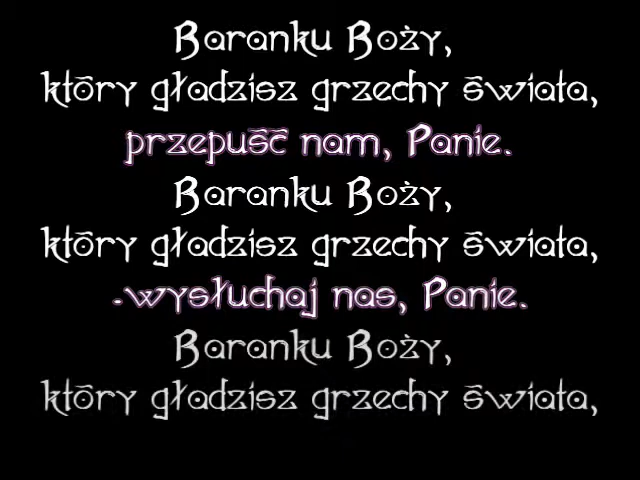 Baranku Boży,
który gładzisz grzechy świata,
przepuść nam, Panie.
Baranku Boży,
który gładzisz grzechy świata,
-wysłuchaj nas, Panie.
Baranku Boży,
który gładzisz grzechy świata,